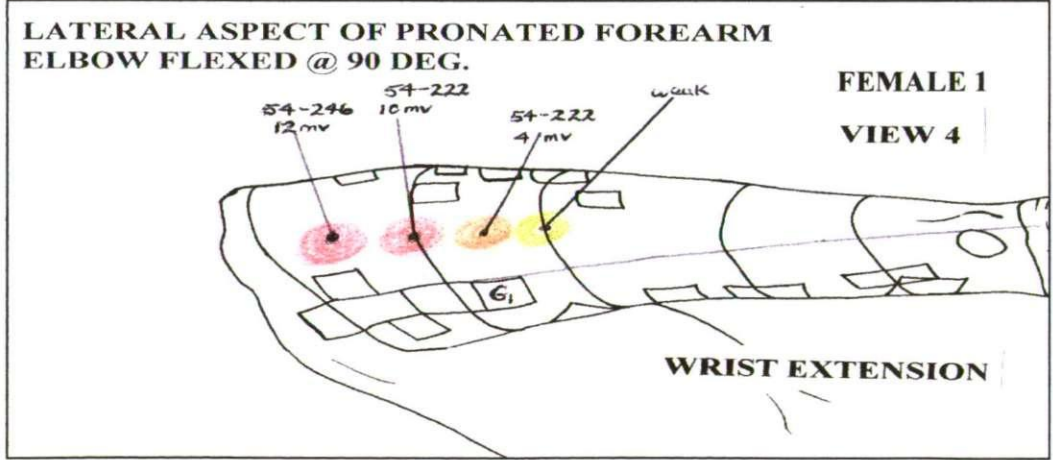 LATERAL ASPECT OF PRONATED FOREARM
ELBOW FLEXED @ 90 DEG.
FEMALE 1
VIEW 4
54-246
12mv
54-222
10mv
54-222
4/mv
weak
G1
WRIST EXTENSION